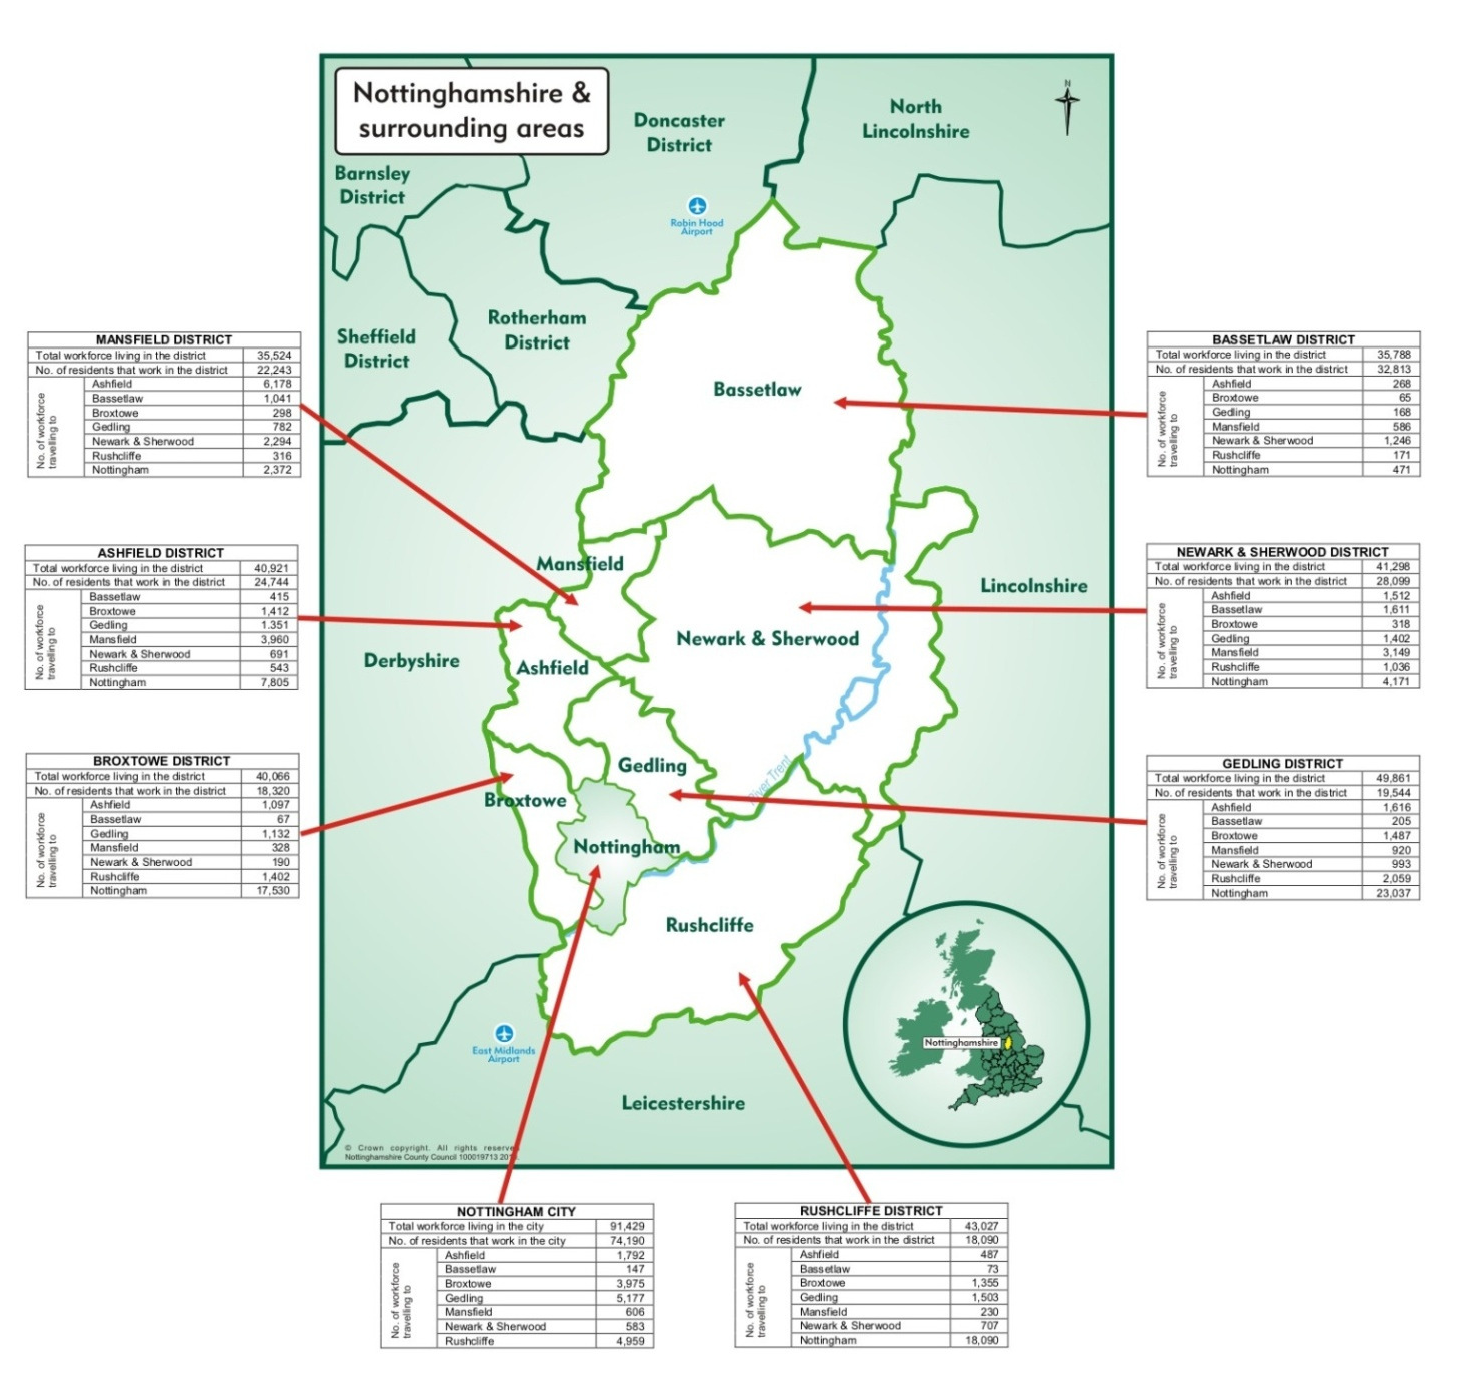 Nottinghamshire &
surrounding areas
N
Barnsley
District
Doncaster
District
North
Lincolnshire
Robin Hood
Airport
Sheffield
District
Rotherham
District
Bassetlaw
Mansfield
Newark & Sherwood
Lincolnshire
Derbyshire
Ashfield
Gedling
River Trent
Broxtowe
Nottingham
Rushcliffe
East Midlands
Airport
Leicestershire
Nottinghamshire
© Crown copyright. All rights reserve
Nottinghamshire County Council 100019713
MANSFIELD DISTRICT
Total workforce living in the district 35,524
No. of residents that work in the district 22,243
No. of workforce
travelling to
Ashfield 6,178
Bassetlaw 1,041
Broxtowe 298
Gedling 782
Newark & Sherwood 2,294
Rushcliffe 316
Nottingham 2,372
ASHFIELD DISTRICT
Total workforce living in the district 40,921
No. of residents that work in the district 24,744
No. of workforce
travelling to
Bassetlaw 415
Broxtowe 1,412
Gedling 1.351
Mansfield 3,960
Newark & Sherwood 691
Rushcliffe 543
Nottingham 7,805
BROXTOWE DISTRICT
Total workforce living in the district 40,066
No. of residents that work in the district 18,320
No. of workforce
travelling to
Ashfield 1,097
Bassetlaw 67
Gedling 1,132
Mansfield 328
Newark & Sherwood 190
Rushcliffe 1,402
Nottingham 17,530
BASSETLAW DISTRICT
Total workforce living in the district 35,788
No. of residents that work in the district 32,813
No. of workforce
travelling to
Ashfield 268
Broxtowe 65
Gedling 168
Mansfield 586
Newark & Sherwood 1,246
Rushcliffe 171
Nottingham 471
NEWARK & SHERWOOD DISTRICT
Total workforce living in the district 41,298
No. of residents that work in the district 28,099
No. of workforce
travelling to
Ashfield 1,512
Bassetlaw 1,611
Broxtowe 318
Gedling 1,402
Mansfield 3,149
Rushcliffe 1,036
Nottingham 4,171
GEDLING DISTRICT
Total workforce living in the district 49,861
No. of residents that work in the district 19,544
No. of workforce
travelling to
Ashfield 1,616
Bassetlaw 205
Broxtowe 1,487
Mansfield 920
Newark & Sherwood 993
Rushcliffe 2,059
Nottingham 23,037
NOTTINGHAM CITY
Total workforce living in the city 91,429
No. of residents that work in the city 74,190
No. of workforce
travelling to
Ashfield 1,792
Bassetlaw 147
Broxtowe 3,975
Gedling 5,177
Mansfield 606
Newark & Sherwood 583
Rushcliffe 4,959
RUSHCLIFFE DISTRICT
Total workforce living in the district 43,027
No. of residents that work in the district 18,090
No. of workforce
travelling to
Ashfield 487
Bassetlaw 73
Broxtowe 1,355
Gedling 1,503
Mansfield 230
Newark & Sherwood 707
Nottingham 18,090